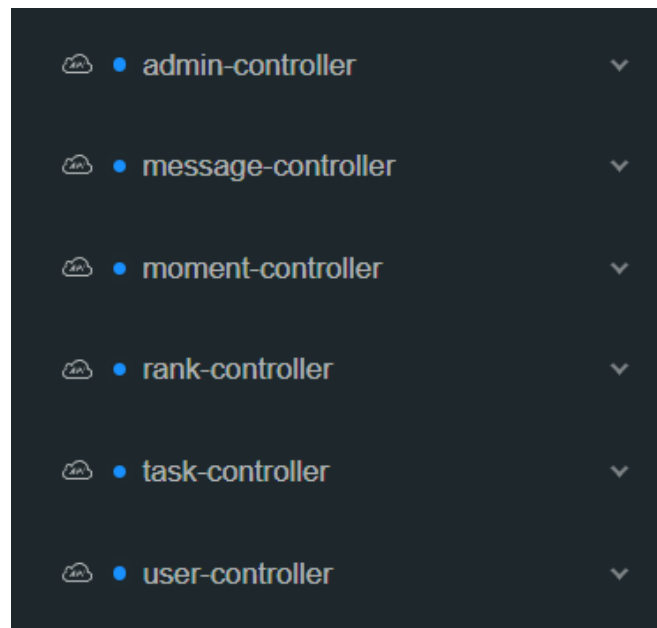 admin-controller
message-controller
moment-controller
rank-controller
task-controller
user-controller